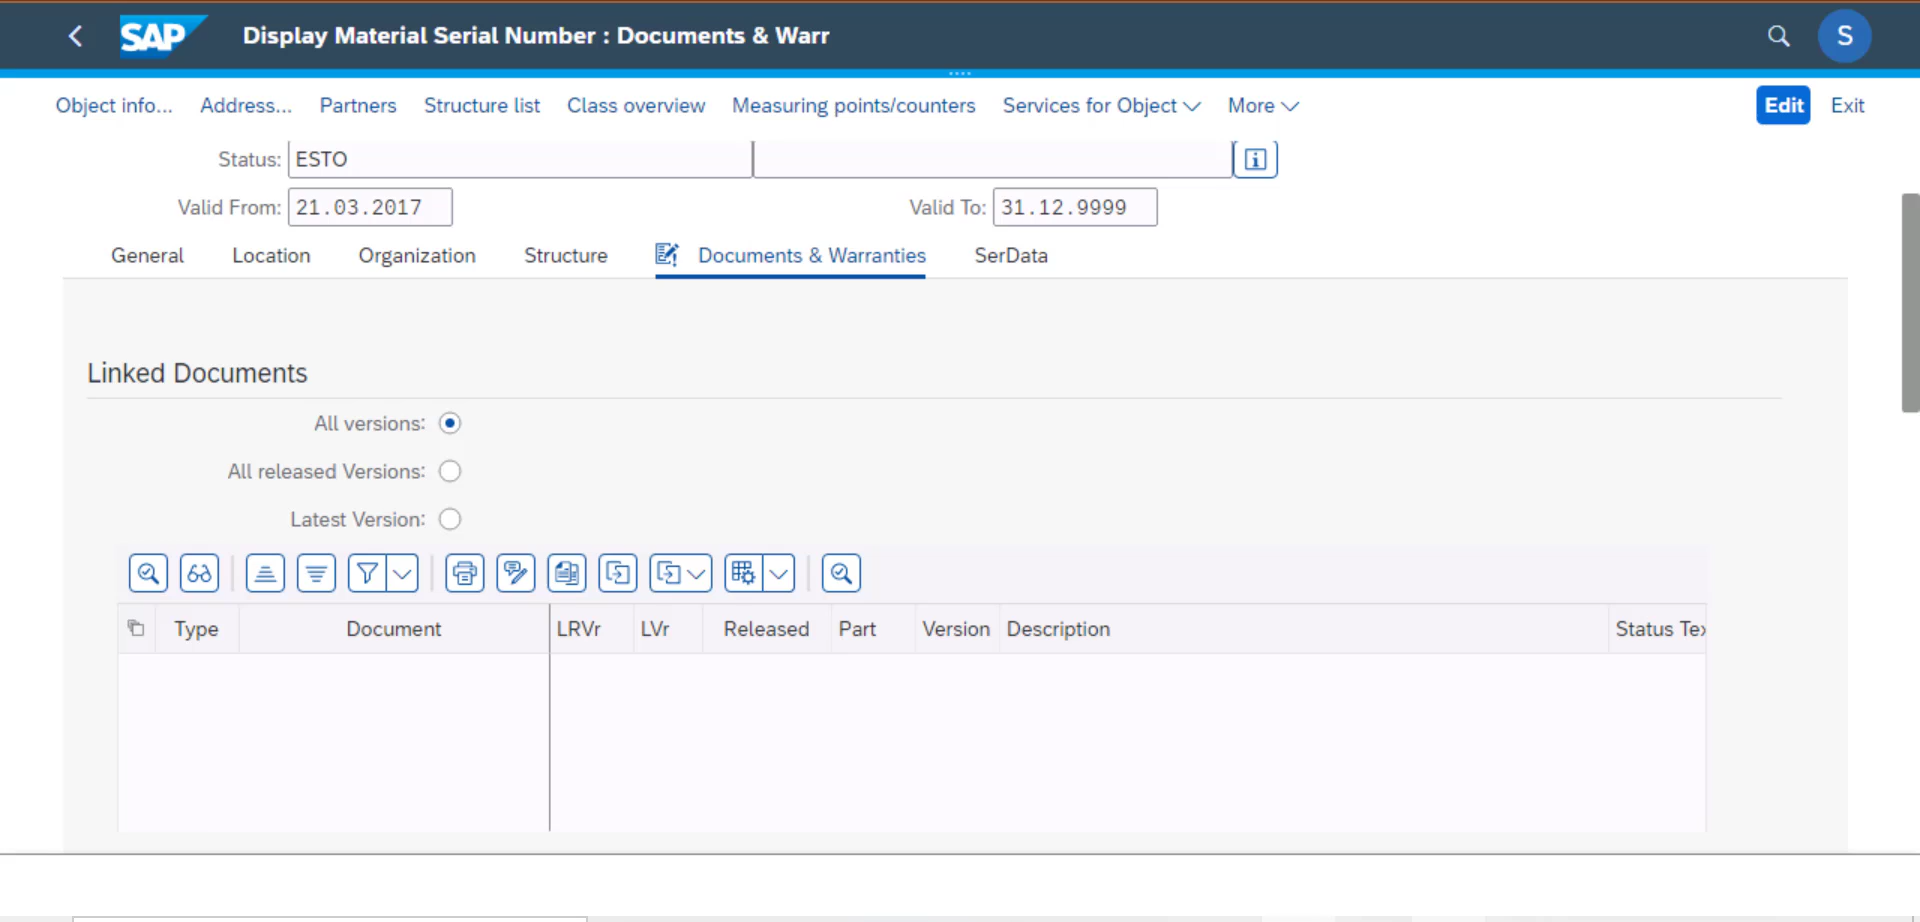 SAP Display Material Serial Number : Documents & Warr S
Object info... Address... Partners Structure list Class overview Measuring points/counters Services for Object More Edit Exit
Status: ESTO
Valid From: 21.03.2017 Valid To: 31.12.9999
General Location Organization Structure Documents & Warranties SerData
Linked Documents
All versions:
All released Versions:
Latest Version:
Type Document LRVr LVr Released Part Version Description Status Tex